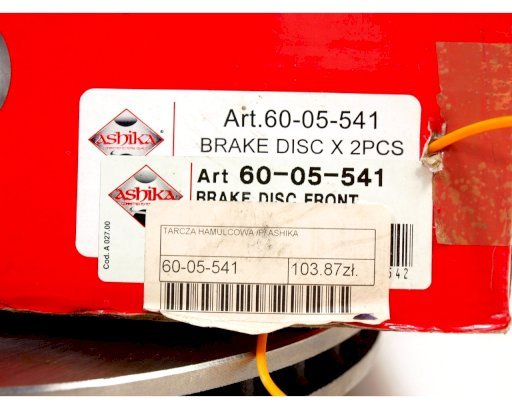 ASHIKA
Art.60-05-541
BRAKE DISC X 2PCS
ASHIKA
Art 60-05-541
BRAKE DISC FRONT
Cod. A 027.00
TARCZA HAMULCOWA /P/ ASHIKA
60-05-541
103.87zł.
542